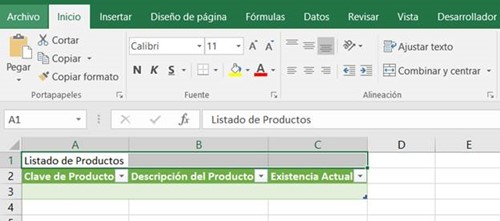 Archivo Inicio Insertar Diseño de página Fórmulas Datos Revisar Vista Desarrollador
Pegar
Cortar
Copiar
Copiar formato
Portapapeles
Calibri 11 A A
N K S A
Fuente
Ajustar texto
Combinar y centrar
Alineación
A1 fx Listado de Productos
A B C D E
1 Listado de Productos
2 Clave de Producto Descripción del Producto Existencia Actual
3